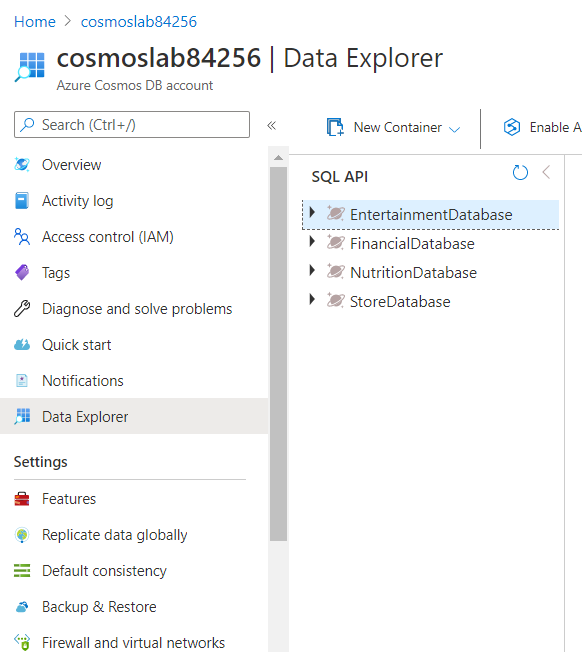 Home > cosmoslab84256
cosmoslab84256 | Data Explorer
Azure Cosmos DB account
Search (Ctrl+/)
«
New Container
Enable A
Overview
Activity log
Access control (IAM)
Tags
Diagnose and solve problems
Quick start
Notifications
Data Explorer
Settings
Features
Replicate data globally
Default consistency
Backup & Restore
Firewall and virtual networks
SQL API
EntertainmentDatabase
FinancialDatabase
NutritionDatabase
StoreDatabase